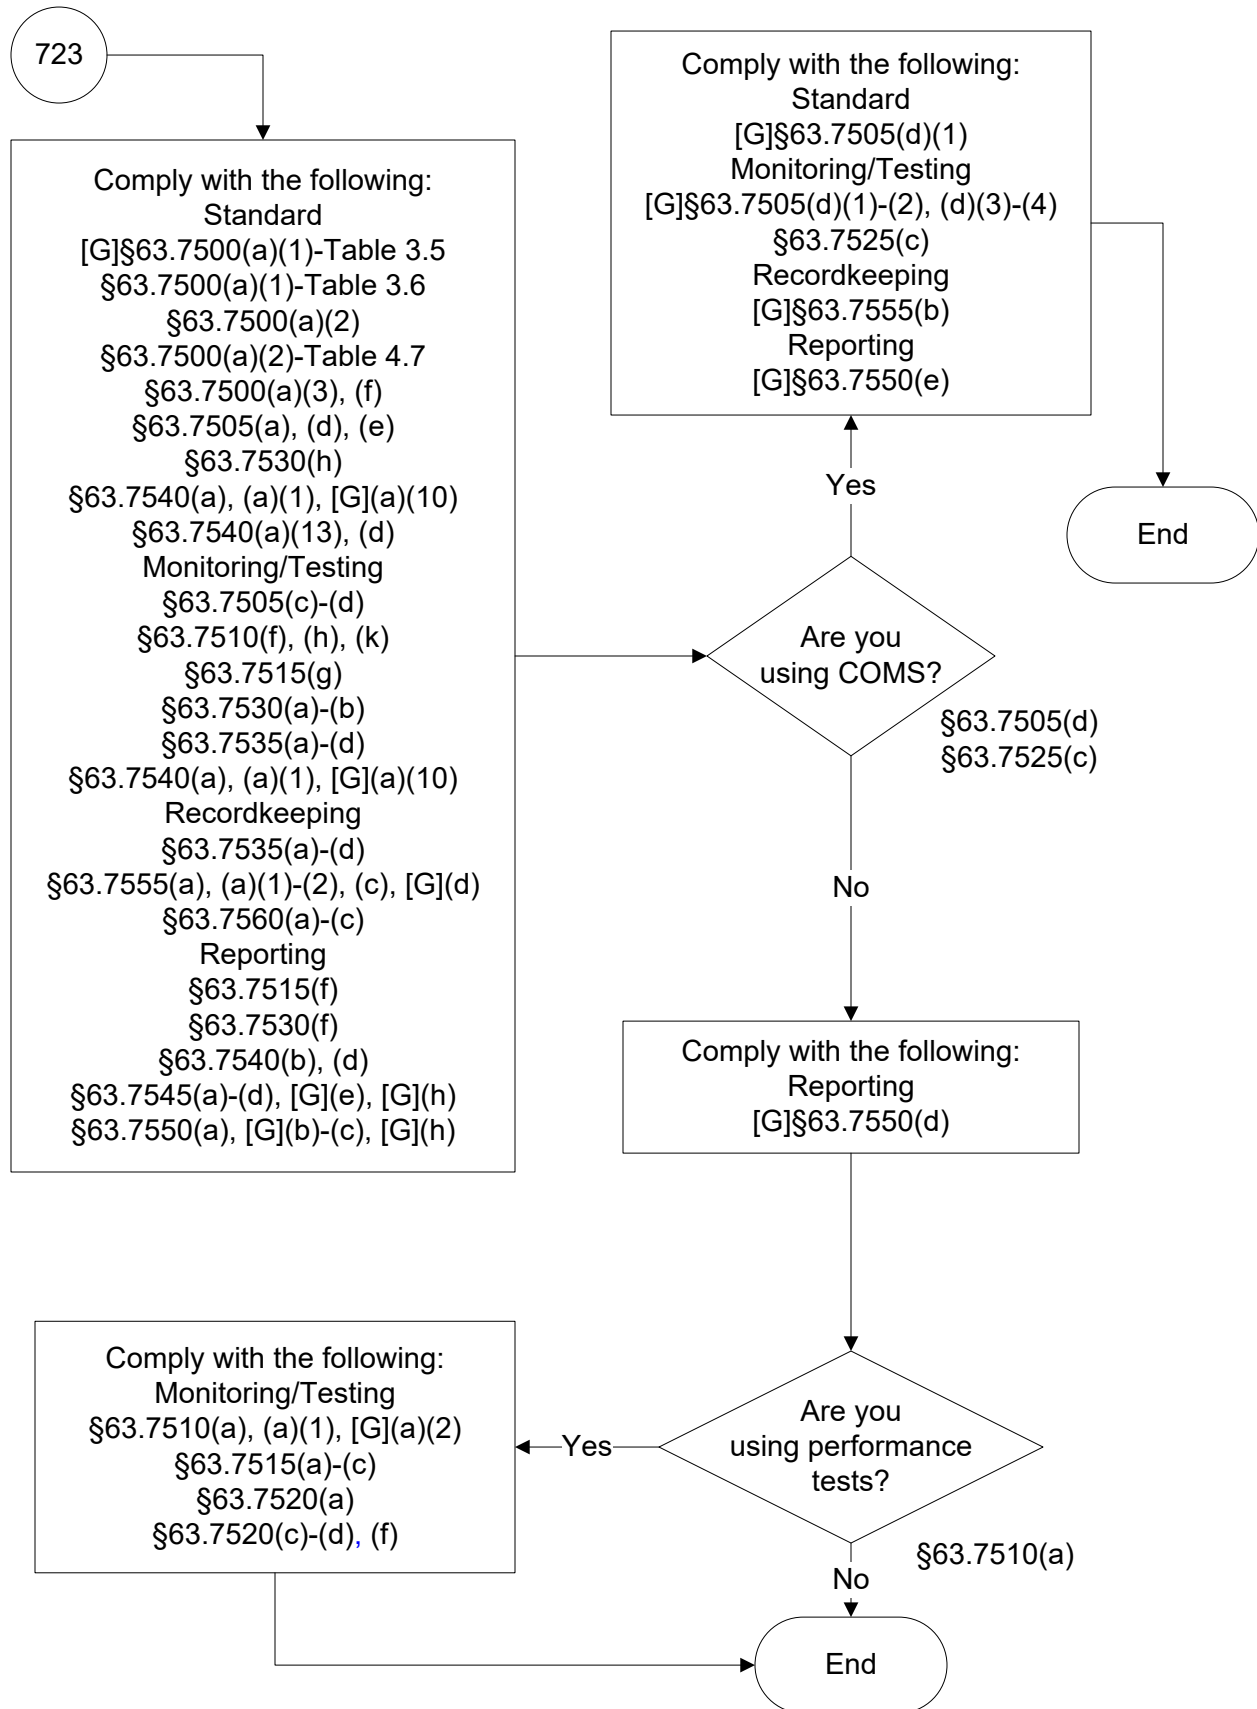 723
Comply with the following:
Standard
[G]§63.7500(a)(1)-Table 3.5
§63.7500(a)(1)-Table 3.6
§63.7500(a)(2)
§63.7500(a)(2)-Table 4.7
§63.7500(a)(3), (f)
§63.7505(a), (d), (e)
§63.7530(h)
§63.7540(a), (a)(1), [G](a)(10)
§63.7540(a)(13), (d)
Monitoring/Testing
§63.7505(c)-(d)
§63.7510(f), (h), (k)
§63.7515(g)
§63.7530(a)-(b)
§63.7535(a)-(d)
§63.7540(a), (a)(1), [G](a)(10)
Recordkeeping
§63.7535(a)-(d)
§63.7555(a), (a)(1)-(2), (c), [G](d)
§63.7560(a)-(c)
Reporting
§63.7515(f)
§63.7530(f)
§63.7540(b), (d)
§63.7545(a)-(d), [G](e), [G](h)
§63.7550(a), [G](b)-(c), [G](h)
Are you
using COMS?
§63.7505(d)
§63.7525(c)
Yes
Comply with the following:
Standard
[G]§63.7505(d)(1)
Monitoring/Testing
[G]§63.7505(d)(1)-(2), (d)(3)-(4)
§63.7525(c)
Recordkeeping
[G]§63.7555(b)
Reporting
[G]§63.7550(e)
End
No
Comply with the following:
Reporting
[G]§63.7550(d)
Are you
using performance
tests?
§63.7510(a)
Yes
Comply with the following:
Monitoring/Testing
§63.7510(a), (a)(1), [G](a)(2)
§63.7515(a)-(c)
§63.7520(a)
§63.7520(c)-(d), (f)
No
End